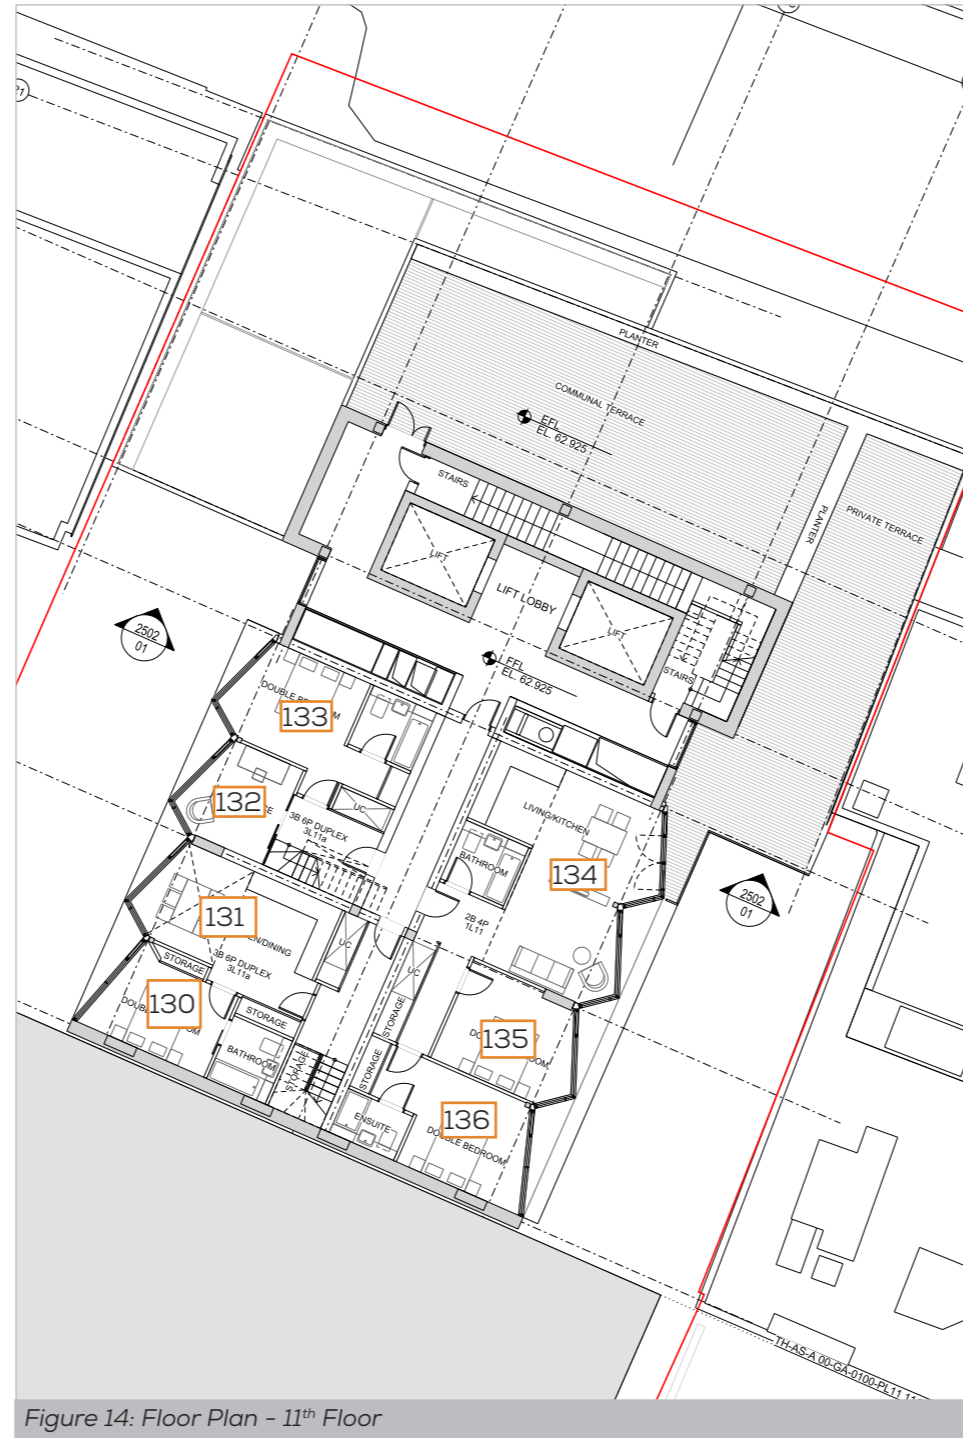 PLANTER
COMMUNAL TERRACE
EFL
EL. 62.925
PLANTER
PRIVATE TERRACE
STAIRS
LIFT
LIFT LOBBY
LIFT
STAIRS
2502
01
FFL
EL. 62.925
133
132
3B 6P DUPLEX
3L11a
UC
LIVING/KITCHEN
BATHROOM
134
2B 4P
1L11
2502
01
131
3B 6P DUPLEX
3L11a
UC
UC
STORAGE
130
STORAGE
BATHROOM
STORAGE
STORAGE
STORAGE
135
ENSUITE
136
DOUBLE BEDROOM
TH-AS-A 00-GA-0100-PL11
Figure 14: Floor Plan - 11th Floor